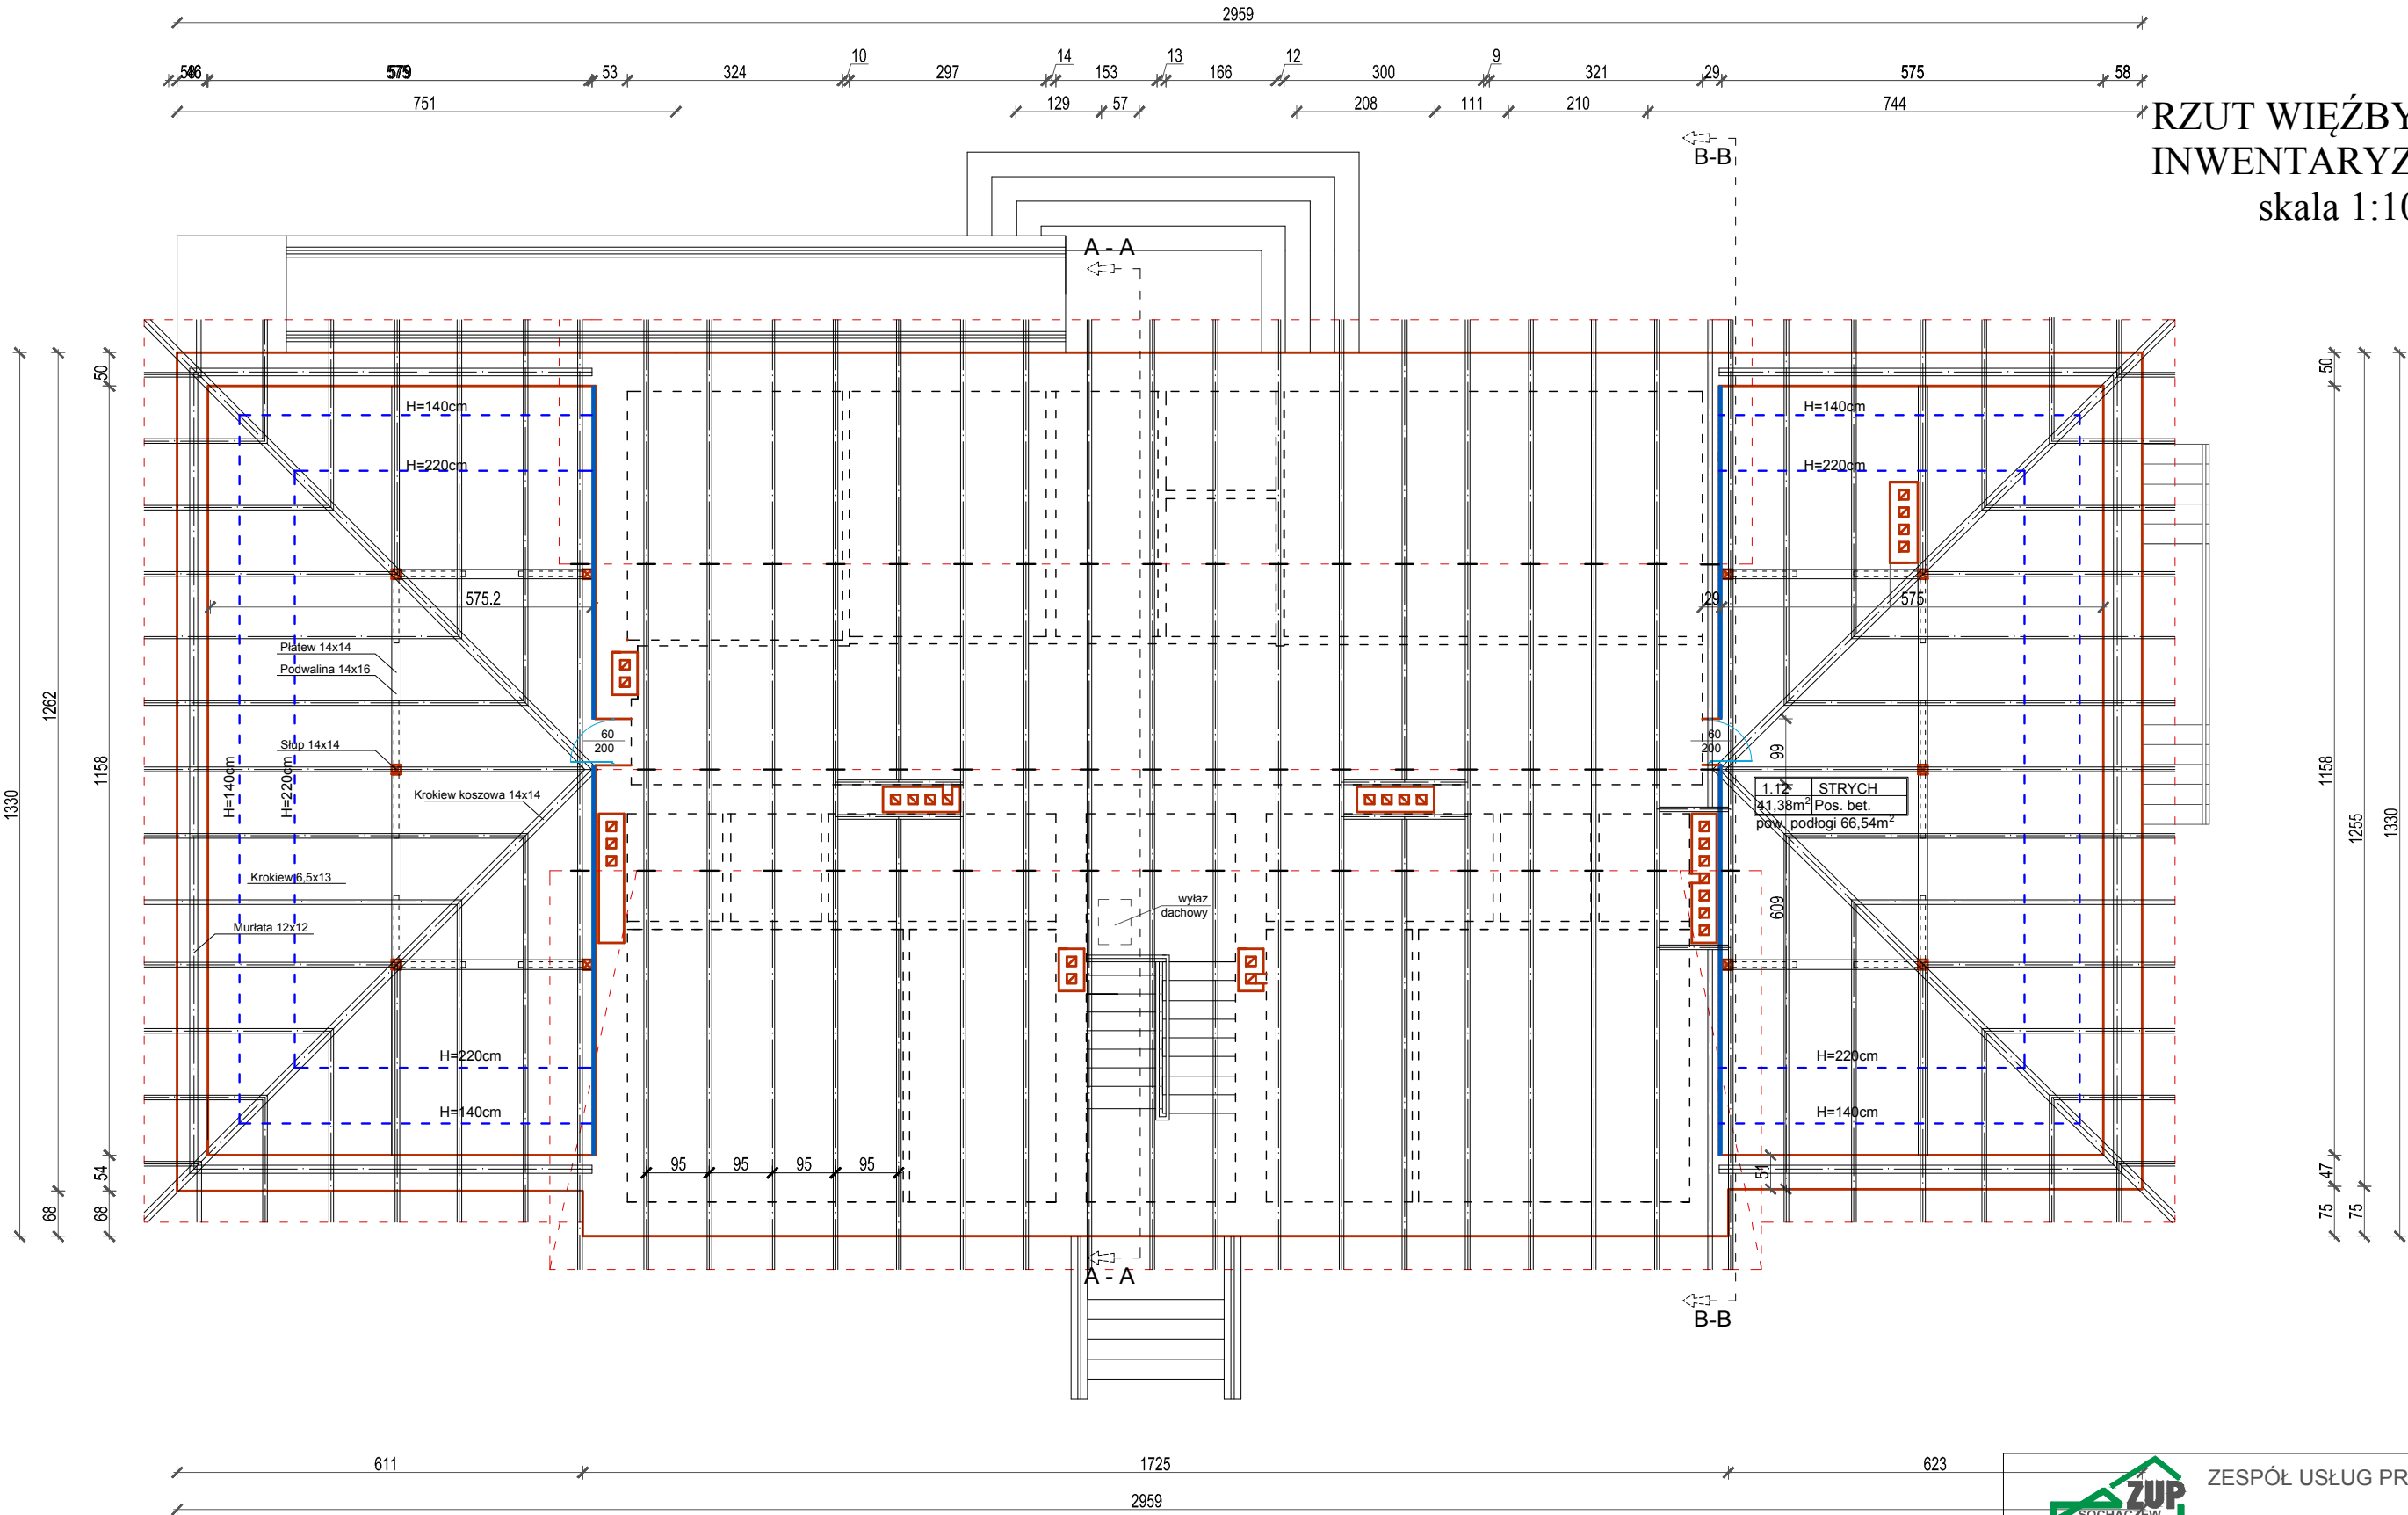 2959
10
14
13
12
9
58
46
579
53
324
297
153
166
300
321
29
575
58
751
129
57
208
111
210
744
RZUT WIĘŹBY
INWENTARYZ
skala 1:10
B-B
A - A
50
50
H=140cm
H=140cm
H=220cm
H=220cm
575,2
29
575
Płatew 14x14
Podwalina 14x16
1262
1158
1330
60
200
60
200
99
Słup 14x14
H=140cm
H=220cm
Krokiew koszowa 14x14
1.12 STRYCH
41,38m² Pos. bet.
pow. podłogi 66,54m²
1158
1255
1330
Krokiew 6,5x13
609
wyłaz
dachowy
Murłata 12x12
H=220cm
H=220cm
H=140cm
H=140cm
95
95
95
95
51
54
47
68
68
75
75
A - A
B-B
611
1725
623
2959
ZESPÓŁ USŁUG PR
ZUP
SOCHACZEW